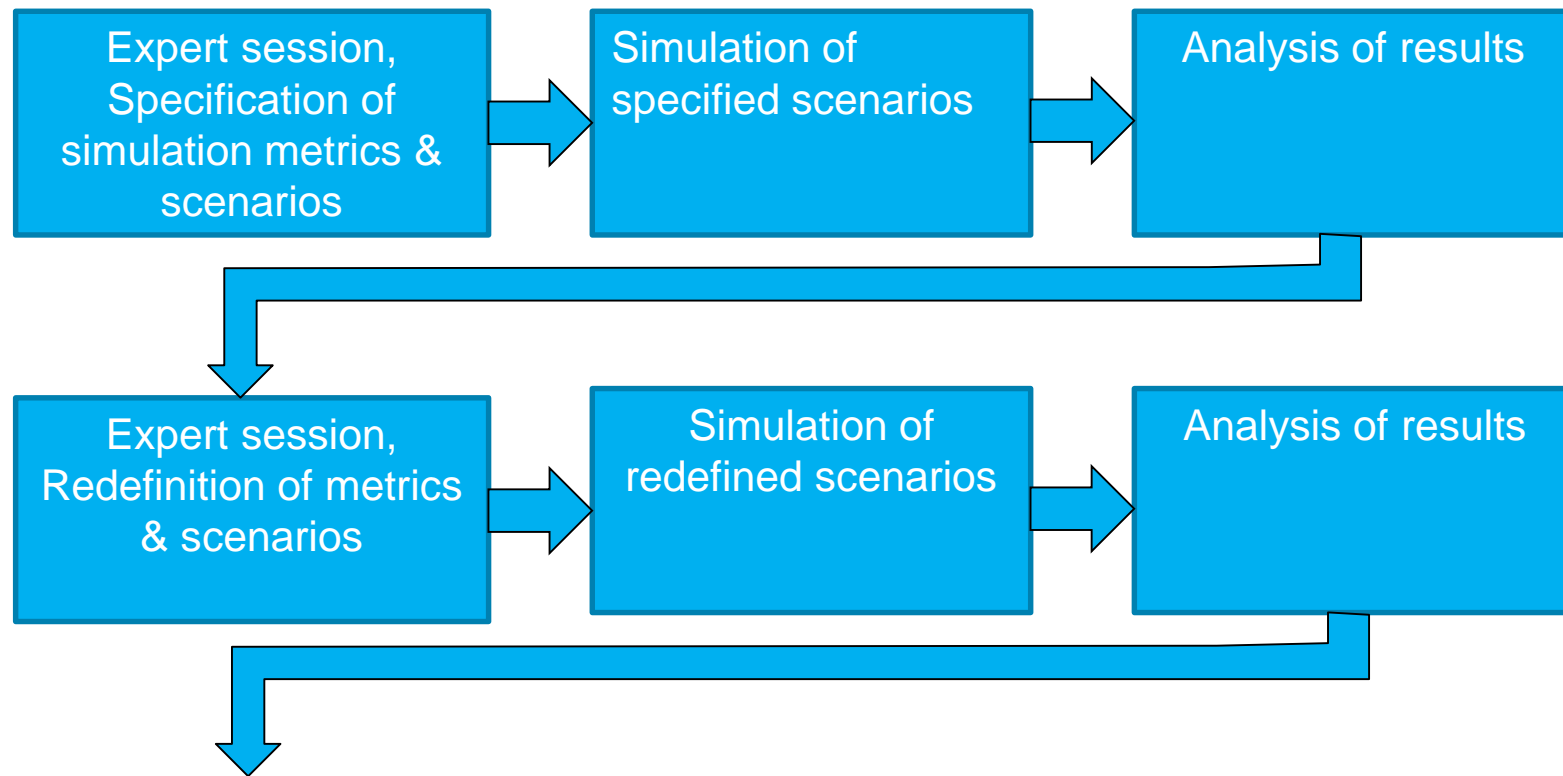 Expert session,
Specification of
simulation metrics &
scenarios
Simulation of
specified scenarios
Analysis of results
Expert session,
Redefinition of metrics
& scenarios
Simulation of
redefined scenarios
Analysis of results